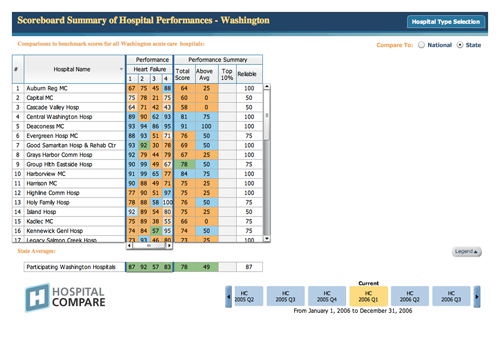 Scoreboard Summary of Hospital Performances - Washington
Hospital Type Selection
Comparisons to benchmark scores for all Washington acute care hospitals:
Compare To: National State
Performance Performance Summary
# Hospital Name Heart Failure Total Score Above Avg Top 10% Reliable
1 2 3 4
1 Auburn Reg MC 67 75 45 88 64 25 100
2 Capital MC 75 78 21 75 60 0 50
3 Cascade Valley Hosp 64 71 42 43 58 0 100
4 Central Washington Hosp 89 90 62 93 81 75 100
5 Deaconess MC 93 94 86 95 91 100 100
6 Evergreen Hosp MC 88 93 51 71 76 50 75
7 Good Samaritan Hosp & Rehab Ctr 93 92 30 78 69 50 100
8 Grays Harbor Comm Hosp 92 79 44 79 67 25 100
9 Group Hlth Eastside Hosp 90 99 49 67 78 50 75
10 Harborview MC 91 99 65 77 84 75 100
11 Harrison MC 90 88 49 71 75 25 100
12 Highline Comm Hosp 77 90 51 97 75 25 100
13 Holy Family Hosp 78 88 58 100 76 50 75
14 Island Hosp 92 89 54 80 75 25 50
15 Kadlec MC 75 89 38 55 66 0 75
16 Kennewick Genl Hosp 74 84 57 95 74 50 50
17 Legacy Salmon Creek Hosp 73 93 46 80 73 25 100
State Averages:
Legend
Participating Washington Hospitals 87 92 57 83 78 49 87
HOSPITAL
COMPARE
Current
HC 2005 Q2 HC 2005 Q3 HC 2005 Q4 HC 2006 Q1 HC 2006 Q2 HC 2006 Q3
From January 1, 2006 to December 31, 2006